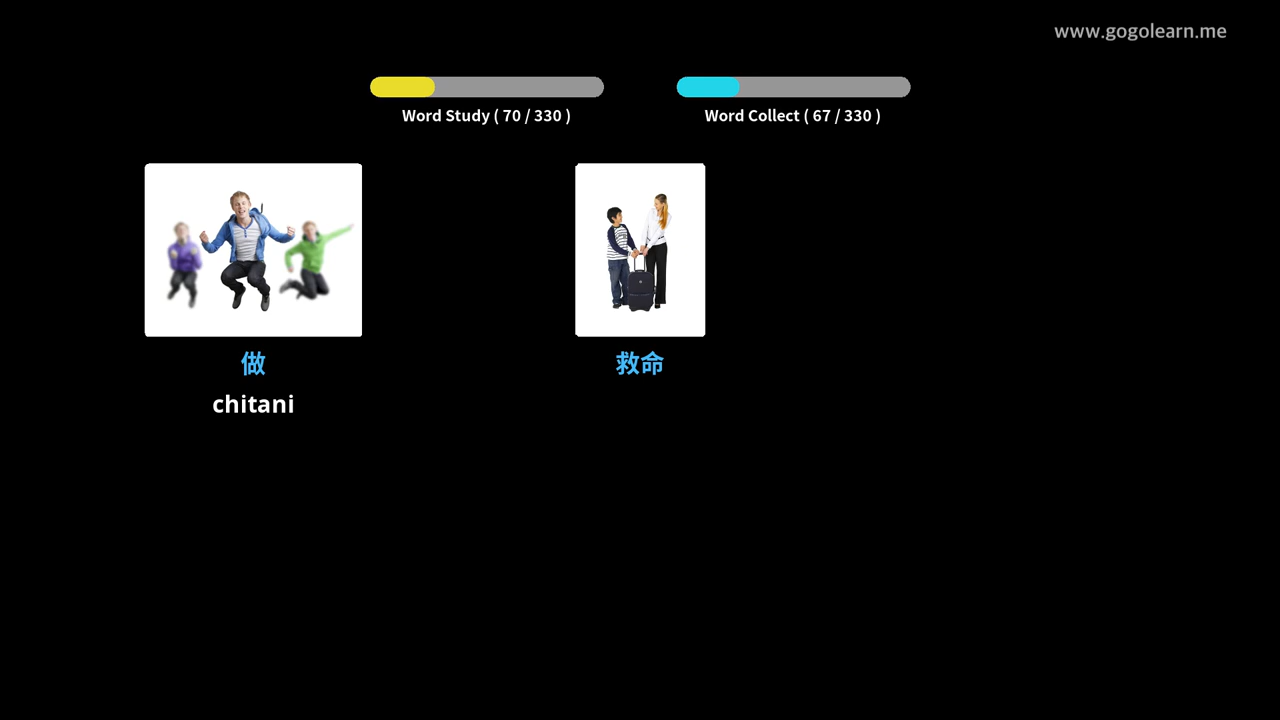 www.gogolearn.me
Word Study ( 70 / 330 )
Word Collect ( 67 / 330 )
做
救命
chitani